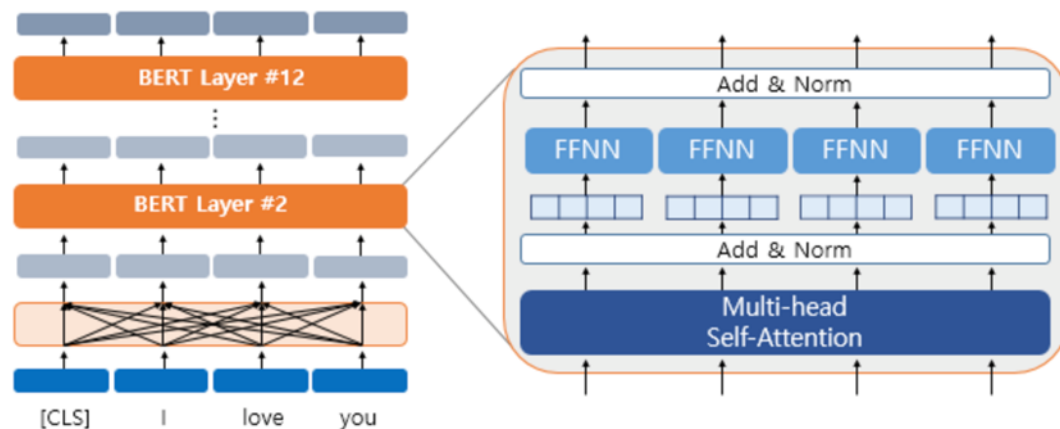 BERT Layer #12
BERT Layer #2
[CLS] I love you
Add & Norm
FFNN FFNN FFNN FFNN
Add & Norm
Multi-head
Self-Attention